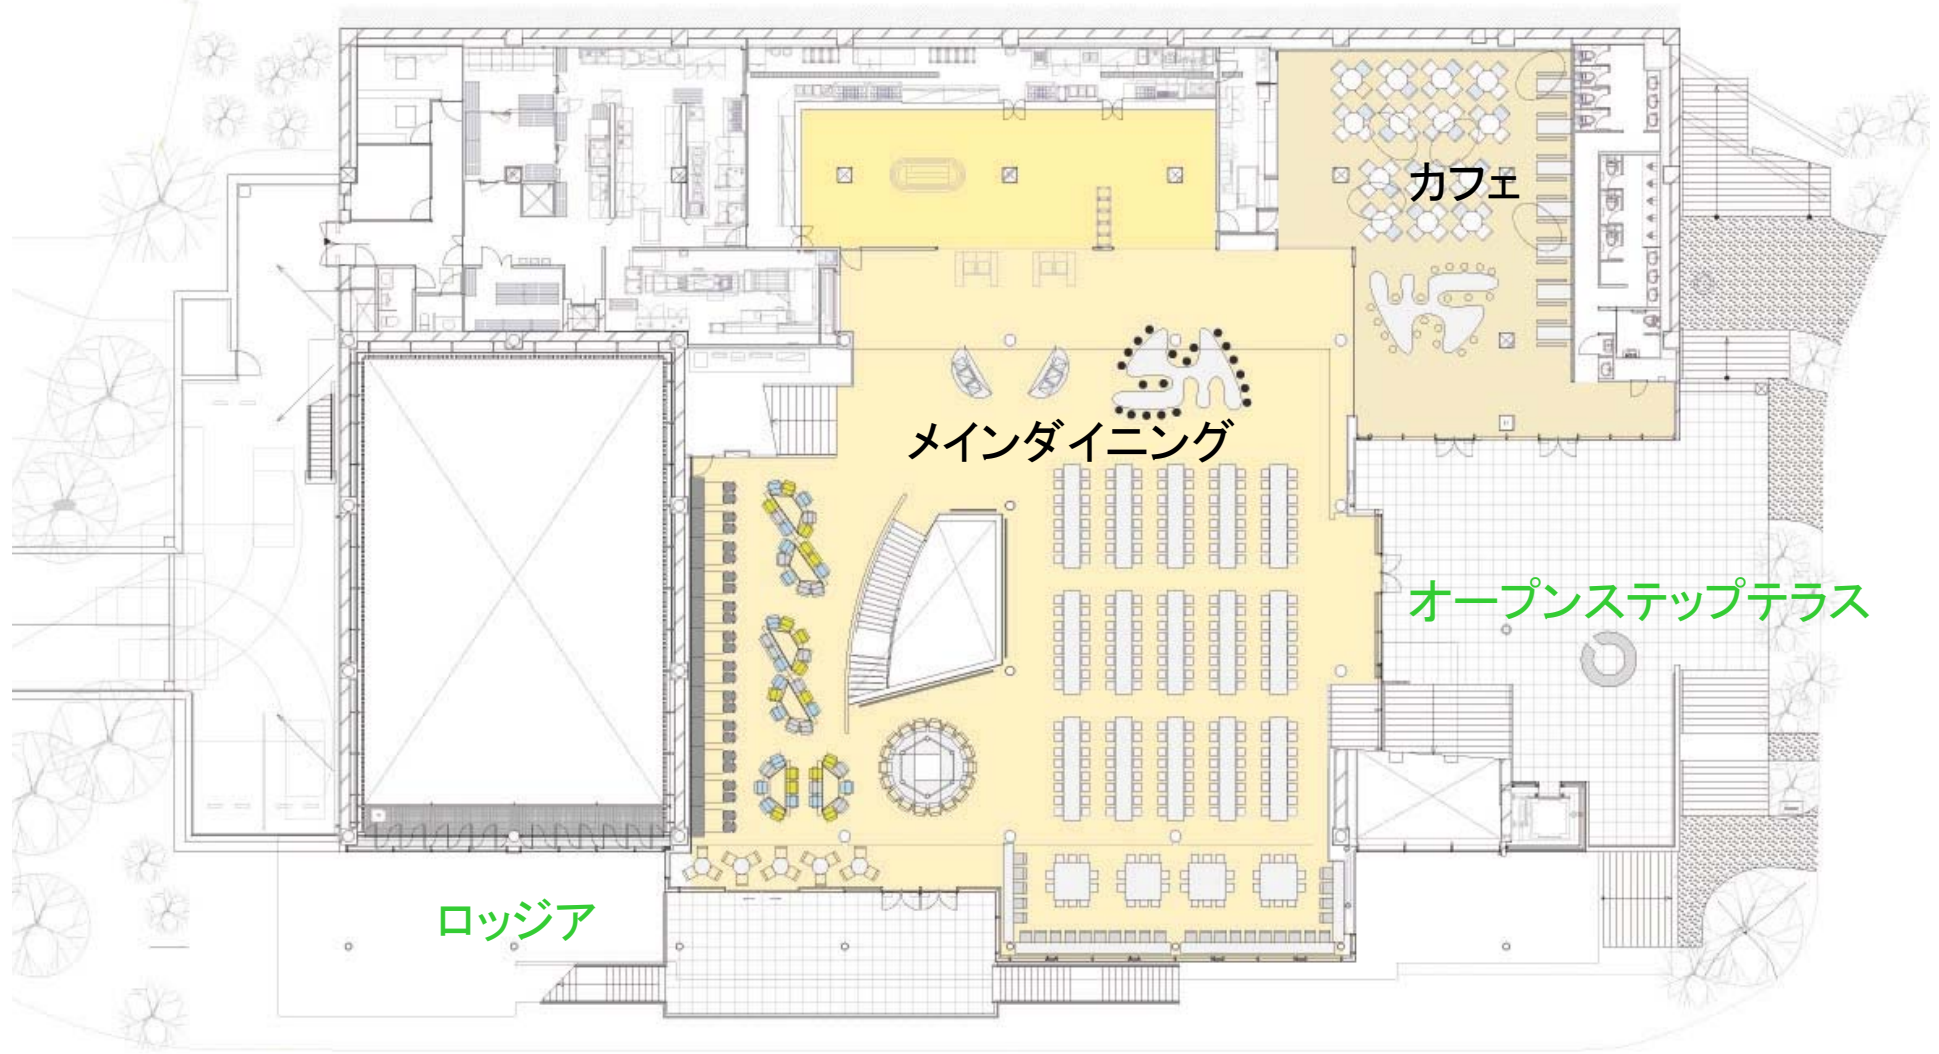 カフェ
メインダイニング
オープンステップテラス
ロッジア